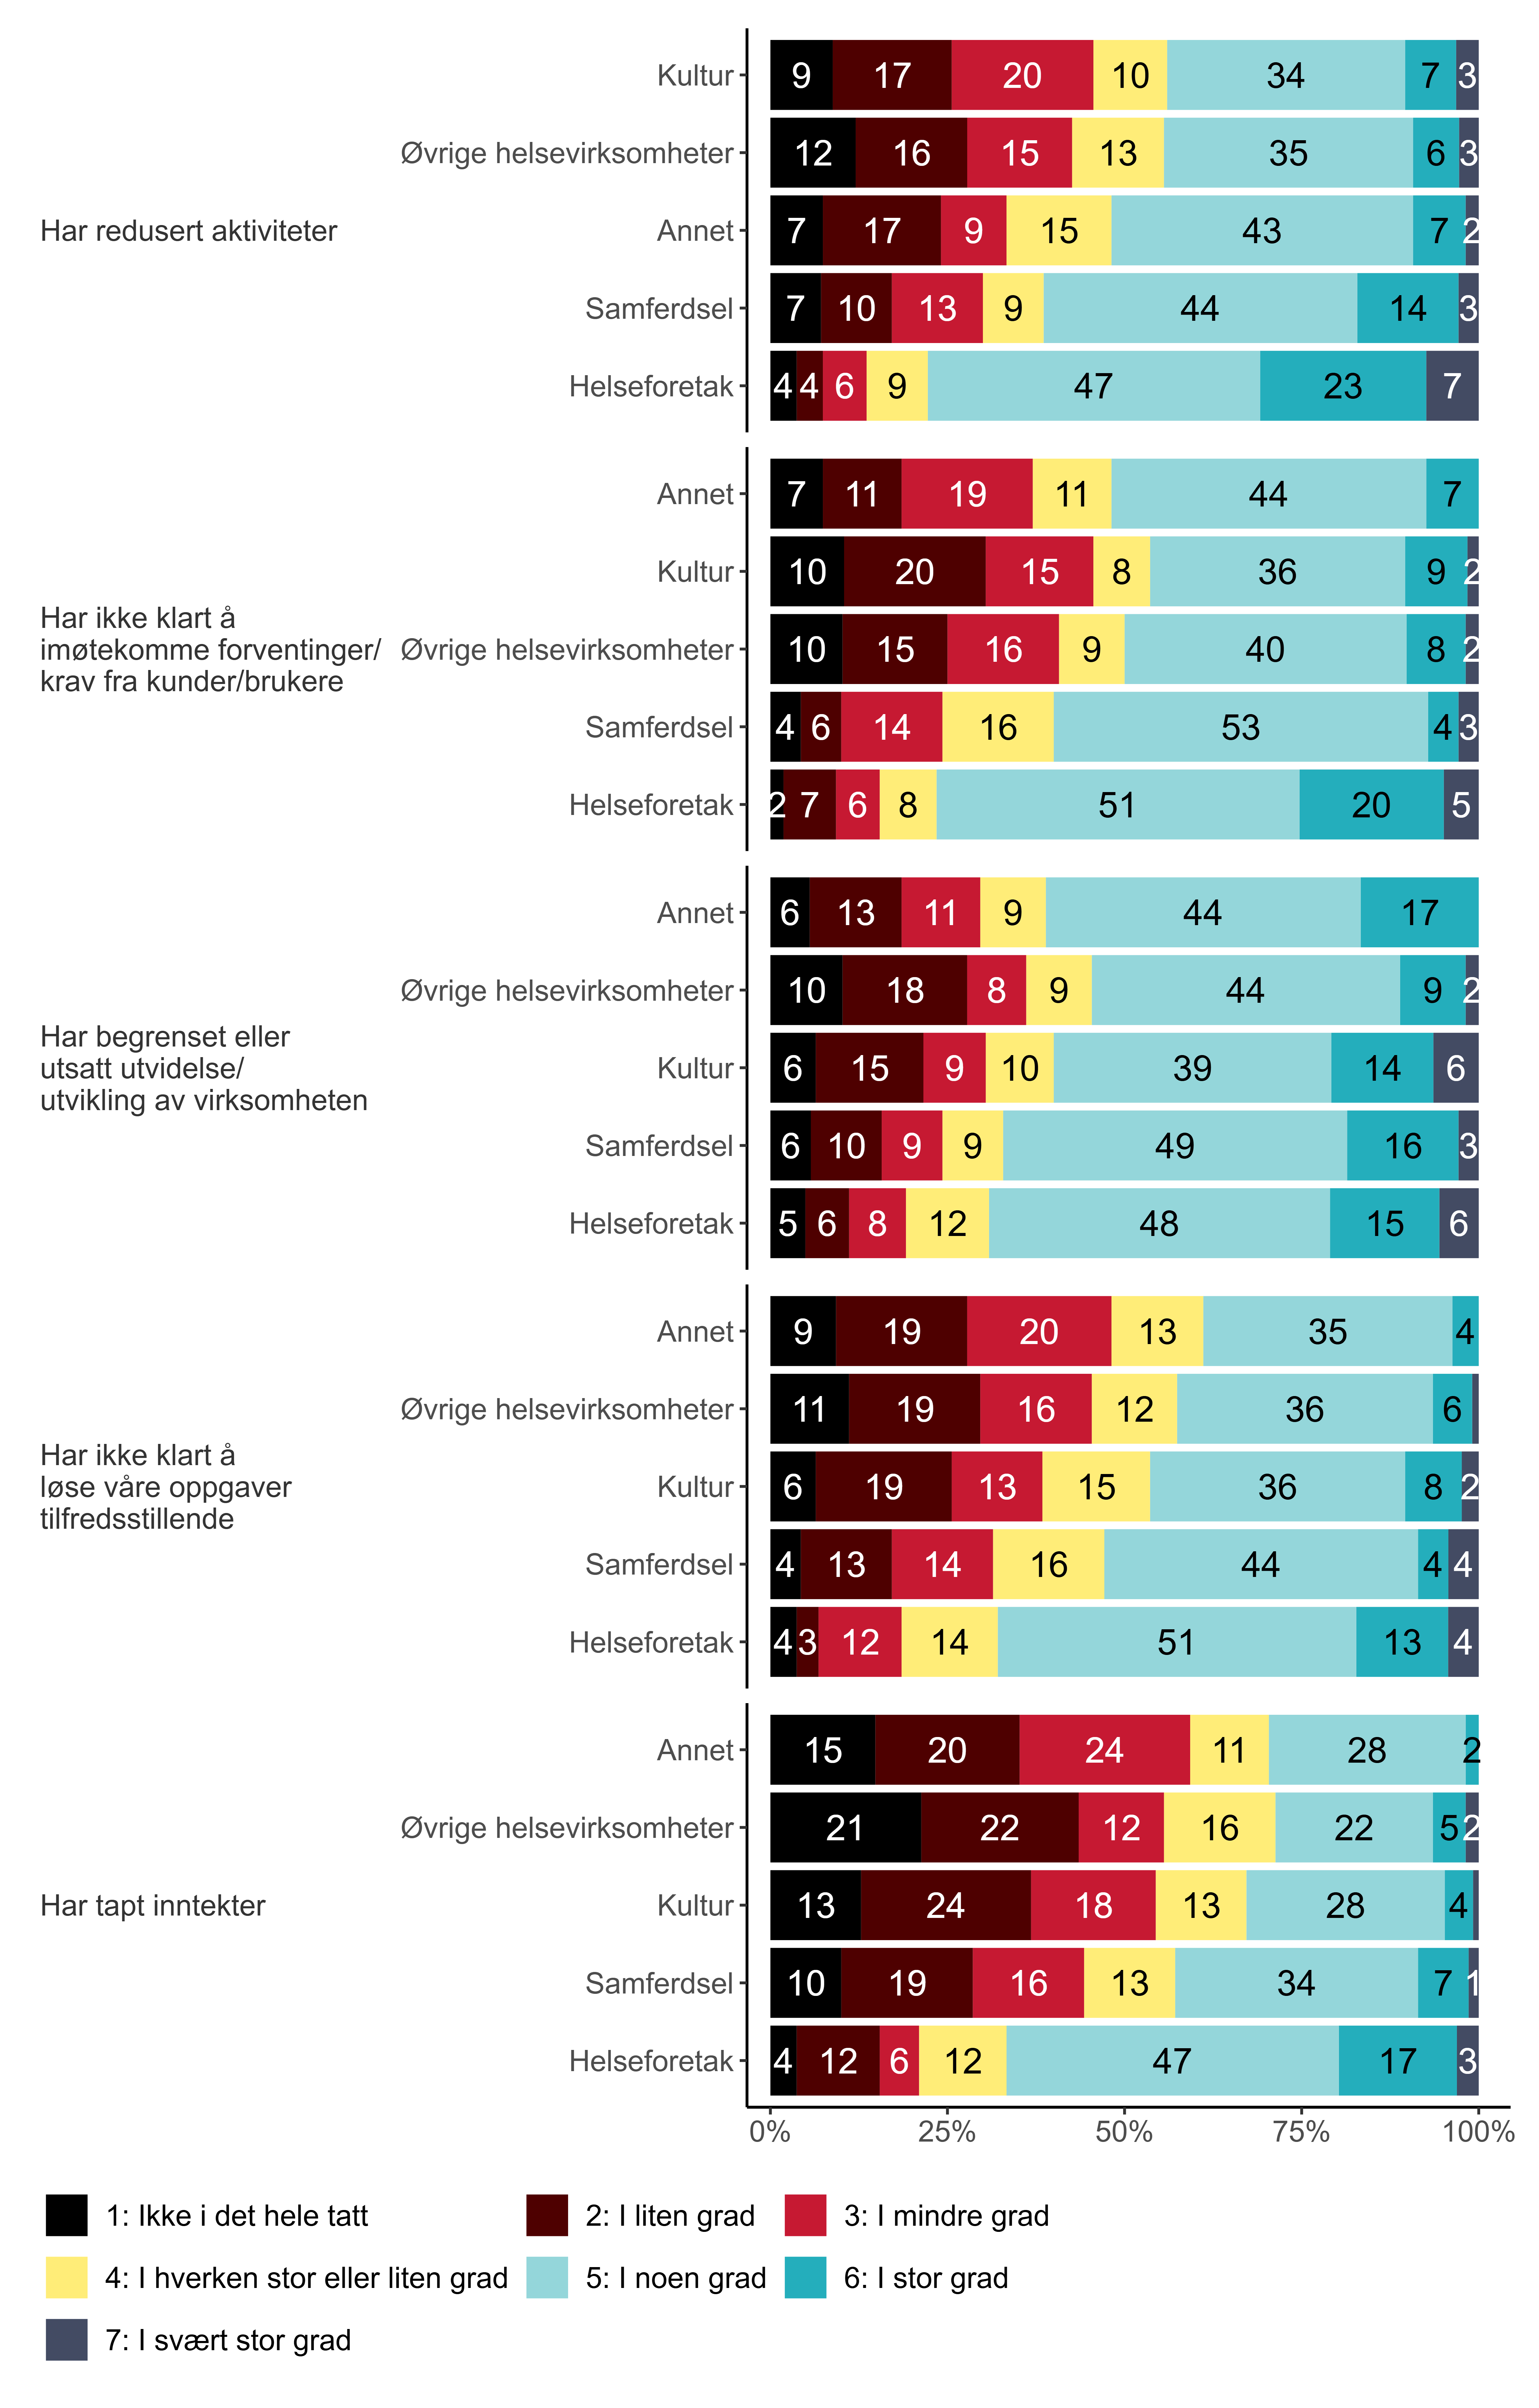 Kultur 9 17 20 10 34 7 3
Øvrige helsevirksomheter 12 16 15 13 35 6 3
Har redusert aktiviteter Annet 7 17 9 15 43 7 2
Samferdsel 7 10 13 9 44 14 3
Helseforetak 4 4 6 9 47 23 7
Annet 7 11 19 11 44 7
Kultur 10 20 15 8 36 9 2
Har ikke klart å
imøtekomme forventinger/
krav fra kunder/brukere
Øvrige helsevirksomheter 10 15 16 9 40 8 2
Samferdsel 4 6 14 16 53 4 3
Helseforetak 2 7 6 8 51 20 5
Annet 6 13 11 9 44 17
Øvrige helsevirksomheter 10 18 8 9 44 9 2
Har begrenset eller
utsatt utvidelse/
utvikling av virksomheten
Kultur 6 15 9 10 39 14 6
Samferdsel 6 10 9 9 49 16 3
Helseforetak 5 6 8 12 48 15 6
Annet 9 19 20 13 35 4
Øvrige helsevirksomheter 11 19 16 12 36 6
Har ikke klart å
løse våre oppgaver
tilfredsstillende
Kultur 6 19 13 15 36 8 2
Samferdsel 4 13 14 16 44 4 4
Helseforetak 4 3 12 14 51 13 4
Annet 15 20 24 11 28 2
Øvrige helsevirksomheter 21 22 12 16 22 5 2
Har tapt inntekter Kultur 13 24 18 13 28 4
Samferdsel 10 19 16 13 34 7 1
Helseforetak 4 12 6 12 47 17 3
0% 25% 50% 75% 100%
1: Ikke i det hele tatt 2: I liten grad 3: I mindre grad
4: I hverken stor eller liten grad 5: I noen grad 6: I stor grad
7: I svært stor grad